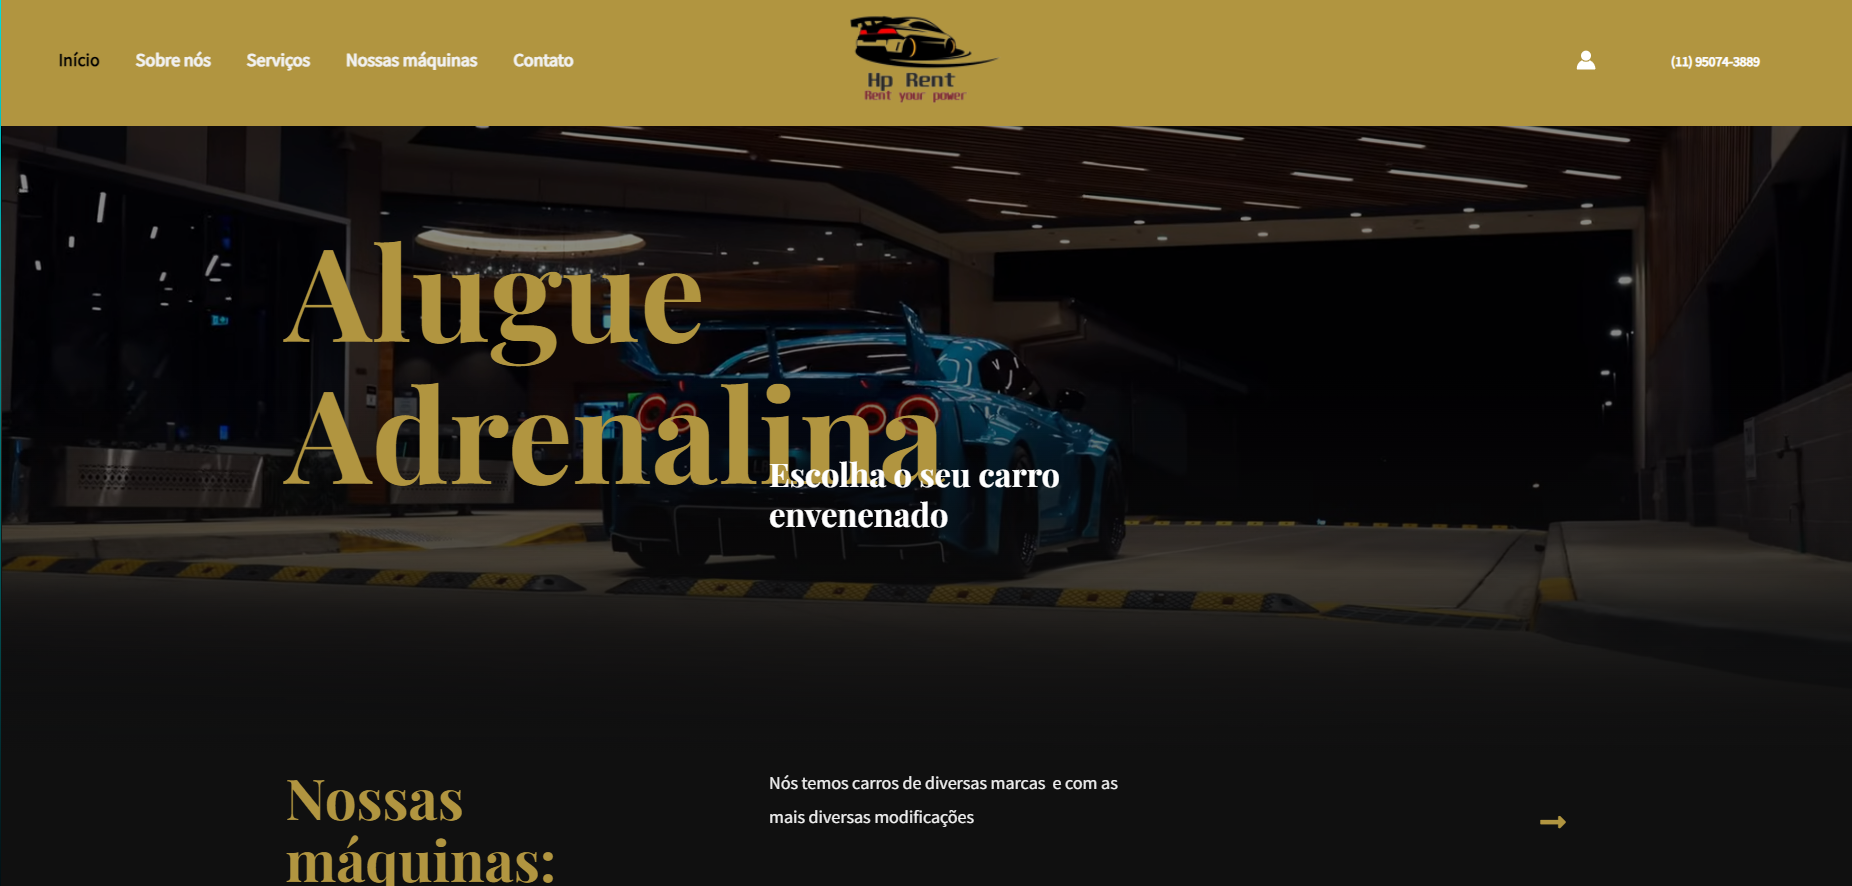 Início Sobre nós Serviços Nossas máquinas Contato
Hp Rent
Rent your power
(11) 95074-3889
Alugue
Adrenalina
Escolha o seu carro
envenenado
Nossas
máquinas:
Nós temos carros de diversas marcas e com as
mais diversas modificações